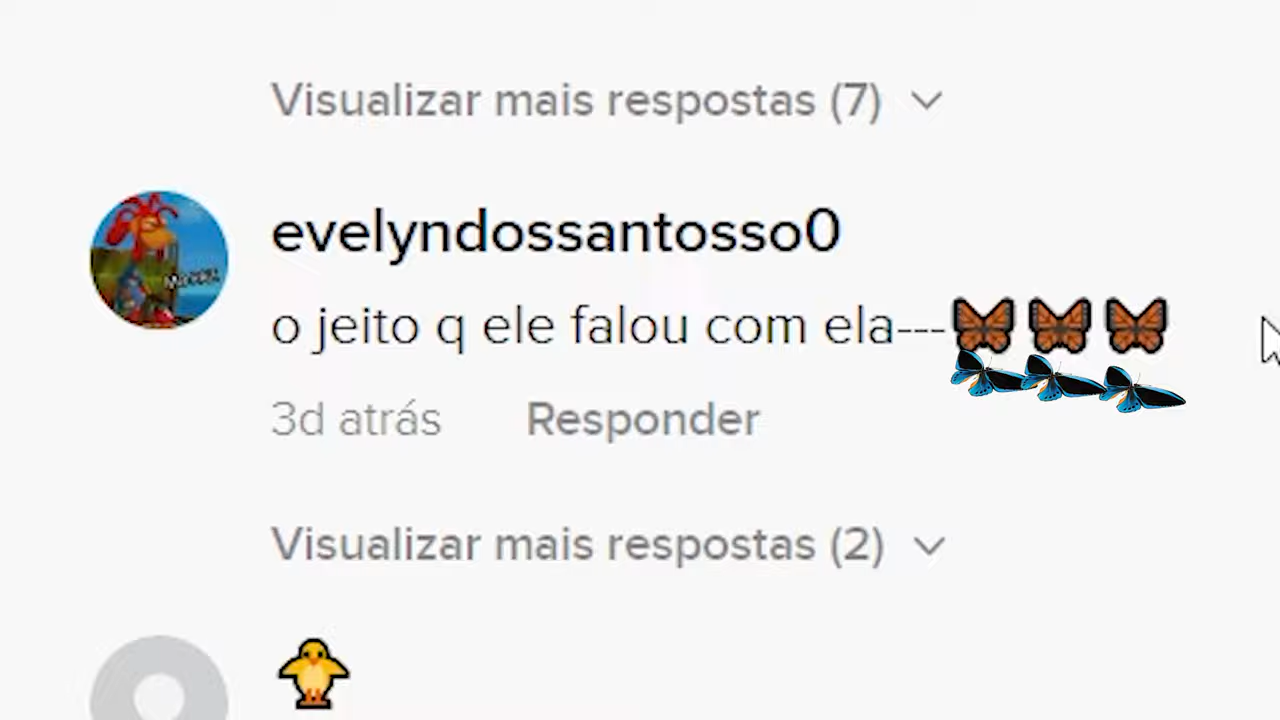 Visualizar mais respostas (7)
evelyndossantosso0
o jeito q ele falou com ela---🦋🦋🦋
3d atrás Responder
Visualizar mais respostas (2)
🐥